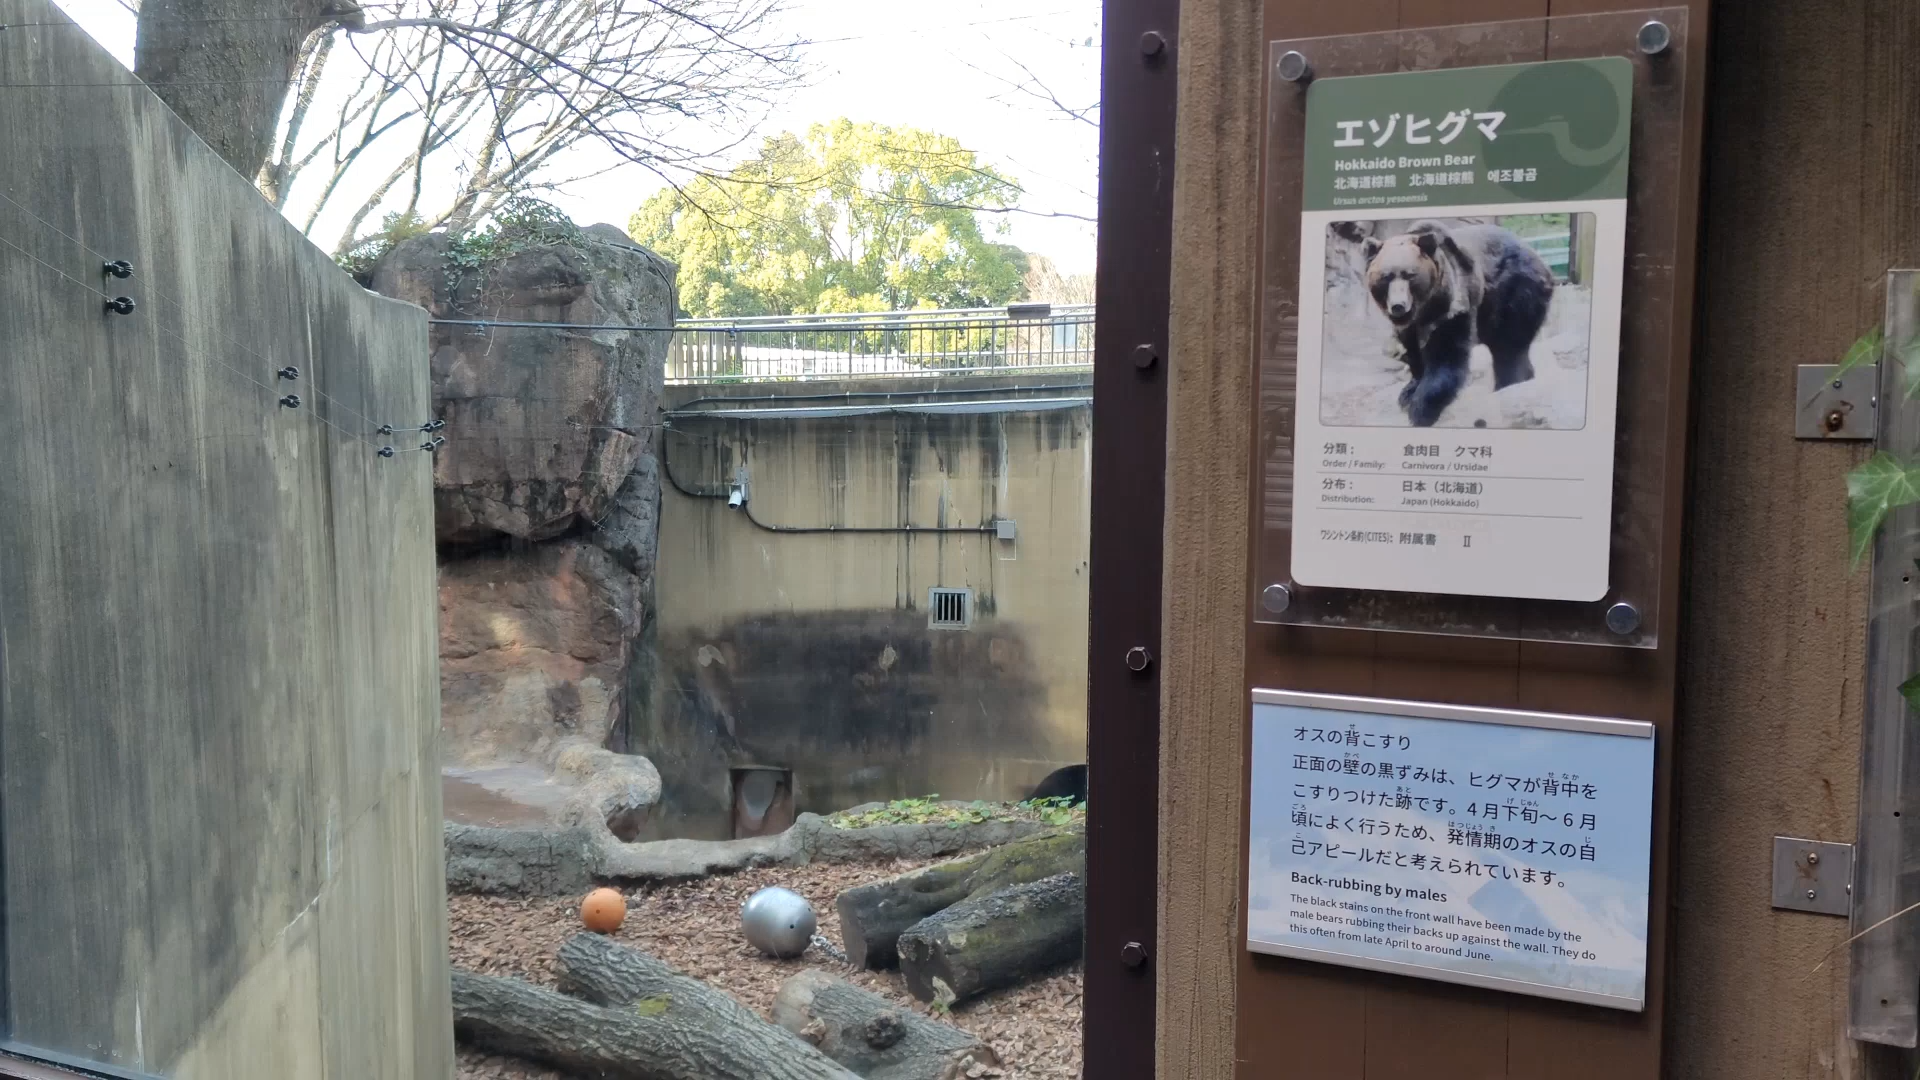 エゾヒグマ
Hokkaido Brown Bear
北海道棕熊 北海道棕熊 에조불곰
Ursus arctos yesoensis
分類： 食肉目 クマ科
Order / Family: Carnivora / Ursidae
分布： 日本（北海道）
Distribution: Japan (Hokkaido)
ワシントン条約(CITES)： 附属書 Ⅱ
オスの背こすり
正面の壁の黒ずみは、ヒグマが背中を
こすりつけた跡です。4月下旬〜6月
頃によく行うため、発情期のオスの自
己アピールだと考えられています。
Back-rubbing by males
The black stains on the front wall have been made by the
male bears rubbing their backs up against the wall. They do
this often from late April to around June.